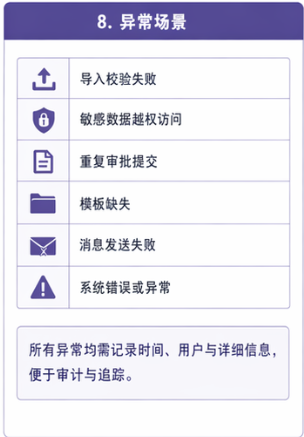 8. 异常场景
导入校验失败
敏感数据越权访问
重复审批提交
模板缺失
消息发送失败
系统错误或异常
所有异常均需记录时间、用户与详细信息，
便于审计与追踪。